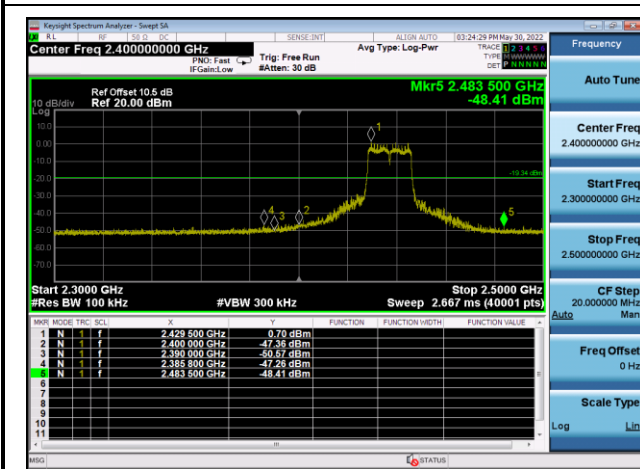 Keysight Spectrum Analyzer - Swept SA
RL RF 50 Ω DC SENSE:INT ALIGN AUTO 03:24:29 PM May 30, 2022
Center Freq 2.400000000 GHz
PNO: Fast
IFGain:Low
Trig: Free Run
#Atten: 30 dB
Avg Type: Log-Pwr
TRACE 1 2 3 4 5 6
TYPE M WWWWW
DET P NNNNN
Frequency
Mkr5 2.483 500 GHz
-48.41 dBm
Ref Offset 10.5 dB
10 dB/div Ref 20.00 dBm
Log
10.0
0.00
-10.0
-20.0
-30.0
-40.0
-50.0
-60.0
-70.0
1
-19.34 dBm
4
3
2
5
Start 2.3000 GHz Stop 2.5000 GHz
#Res BW 100 kHz #VBW 300 kHz Sweep 2.667 ms (40001 pts)
MKR MODE TRC SCL X Y FUNCTION FUNCTION WIDTH FUNCTION VALUE
1 N 1 f 2.429 500 GHz 0.70 dBm
2 N 1 f 2.400 000 GHz -47.36 dBm
3 N 1 f 2.390 000 GHz -50.57 dBm
4 N 1 f 2.385 800 GHz -47.26 dBm
5 N 1 f 2.483 500 GHz -48.41 dBm
6
7
8
9
10
11
MSG STATUS
Auto Tune
Center Freq
2.400000000 GHz
Start Freq
2.300000000 GHz
Stop Freq
2.500000000 GHz
CF Step
20.000000 MHz
Auto Man
Freq Offset
0 Hz
Scale Type
Log Lin